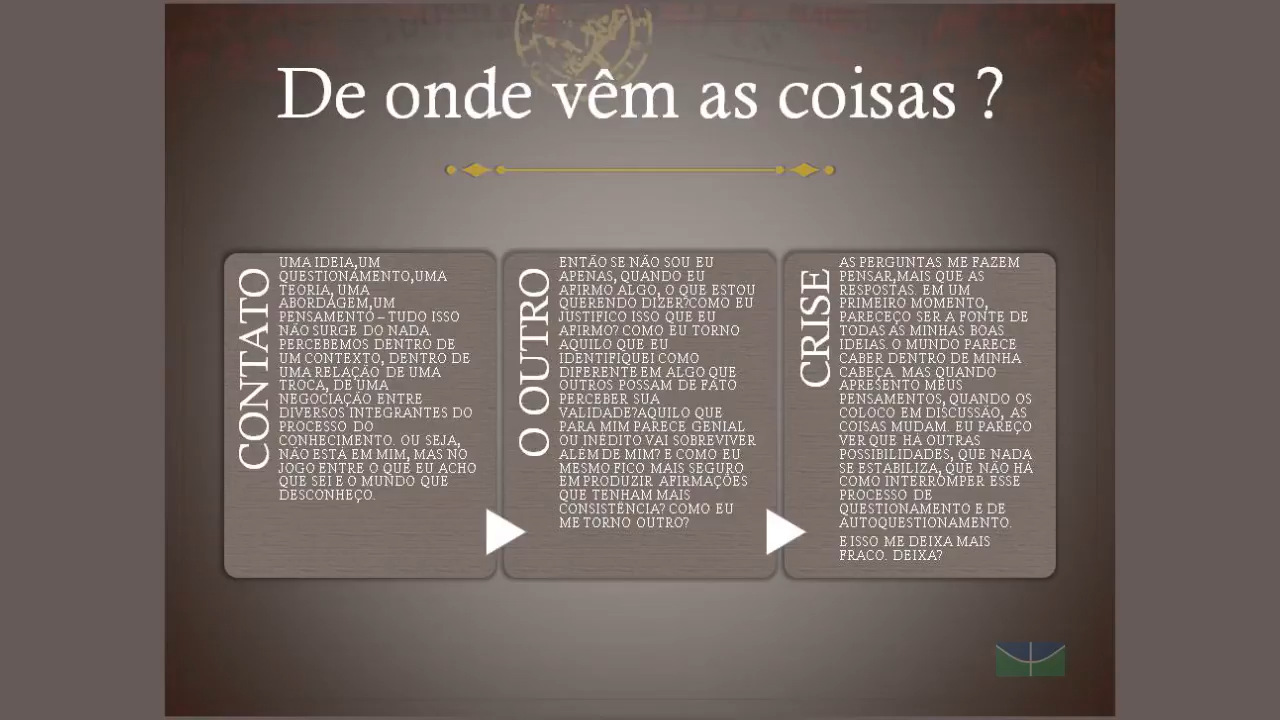 De onde vêm as coisas ?
CONTATO
UMA IDEIA,UM
QUESTIONAMENTO,UMA
TEORIA, UMA
ABORDAGEM,UM
PENSAMENTO – TUDO ISSO
NÃO SURGE DO NADA.
PERCEBEMOS DENTRO DE
UM CONTEXTO, DENTRO DE
UMA RELAÇÃO DE UMA
TROCA, DE UMA
NEGOCIAÇÃO ENTRE
DIVERSOS INTEGRANTES DO
PROCESSO DO
CONHECIMENTO. OU SEJA,
NÃO ESTÁ EM MIM, MAS NO
JOGO ENTRE O QUE EU ACHO
QUE SEI E O MUNDO QUE
DESCONHEÇO.
O OUTRO
ENTÃO SE NÃO SOU EU
APENAS, QUANDO EU
AFIRMO ALGO, O QUE ESTOU
QUERENDO DIZER?COMO EU
JUSTIFICO ISSO QUE EU
AFIRMO? COMO EU TORNO
AQUILO QUE EU
IDENTIFIQUEI COMO
DIFERENTE EM ALGO QUE
OUTROS POSSAM DE FATO
PERCEBER SUA
VALIDADE?AQUILO QUE
PARA MIM PARECE GENIAL
OU INÉDITO VAI SOBREVIVER
ALÉM DE MIM? E COMO EU
MESMO FICO MAIS SEGURO
EM PRODUZIR AFIRMAÇÕES
QUE TENHAM MAIS
CONSISTÊNCIA? COMO EU
ME TORNO OUTRO?
CRISE
AS PERGUNTAS ME FAZEM
PENSAR,MAIS QUE AS
RESPOSTAS. EM UM
PRIMEIRO MOMENTO,
PAREÇEÇO SER A FONTE DE
TODAS AS MINHAS BOAS
IDEIAS. O MUNDO PARECE
CABER DENTRO DE MINHA
CABEÇA. MAS QUANDO
APRESENTO MEUS
PENSAMENTOS, QUANDO OS
COLOCO EM DISCUSSÃO, AS
COISAS MUDAM. EU PAREÇO
VER QUE HÁ OUTRAS
POSSIBILIDADES, QUE NADA
SE ESTABILIZA, QUE NÃO HÁ
COMO INTERROMPER ESSE
PROCESSO DE
QUESTIONAMENTO E DE
AUTOQUESTIONAMENTO.
E ISSO ME DEIXA MAIS
FRACO. DEIXA?